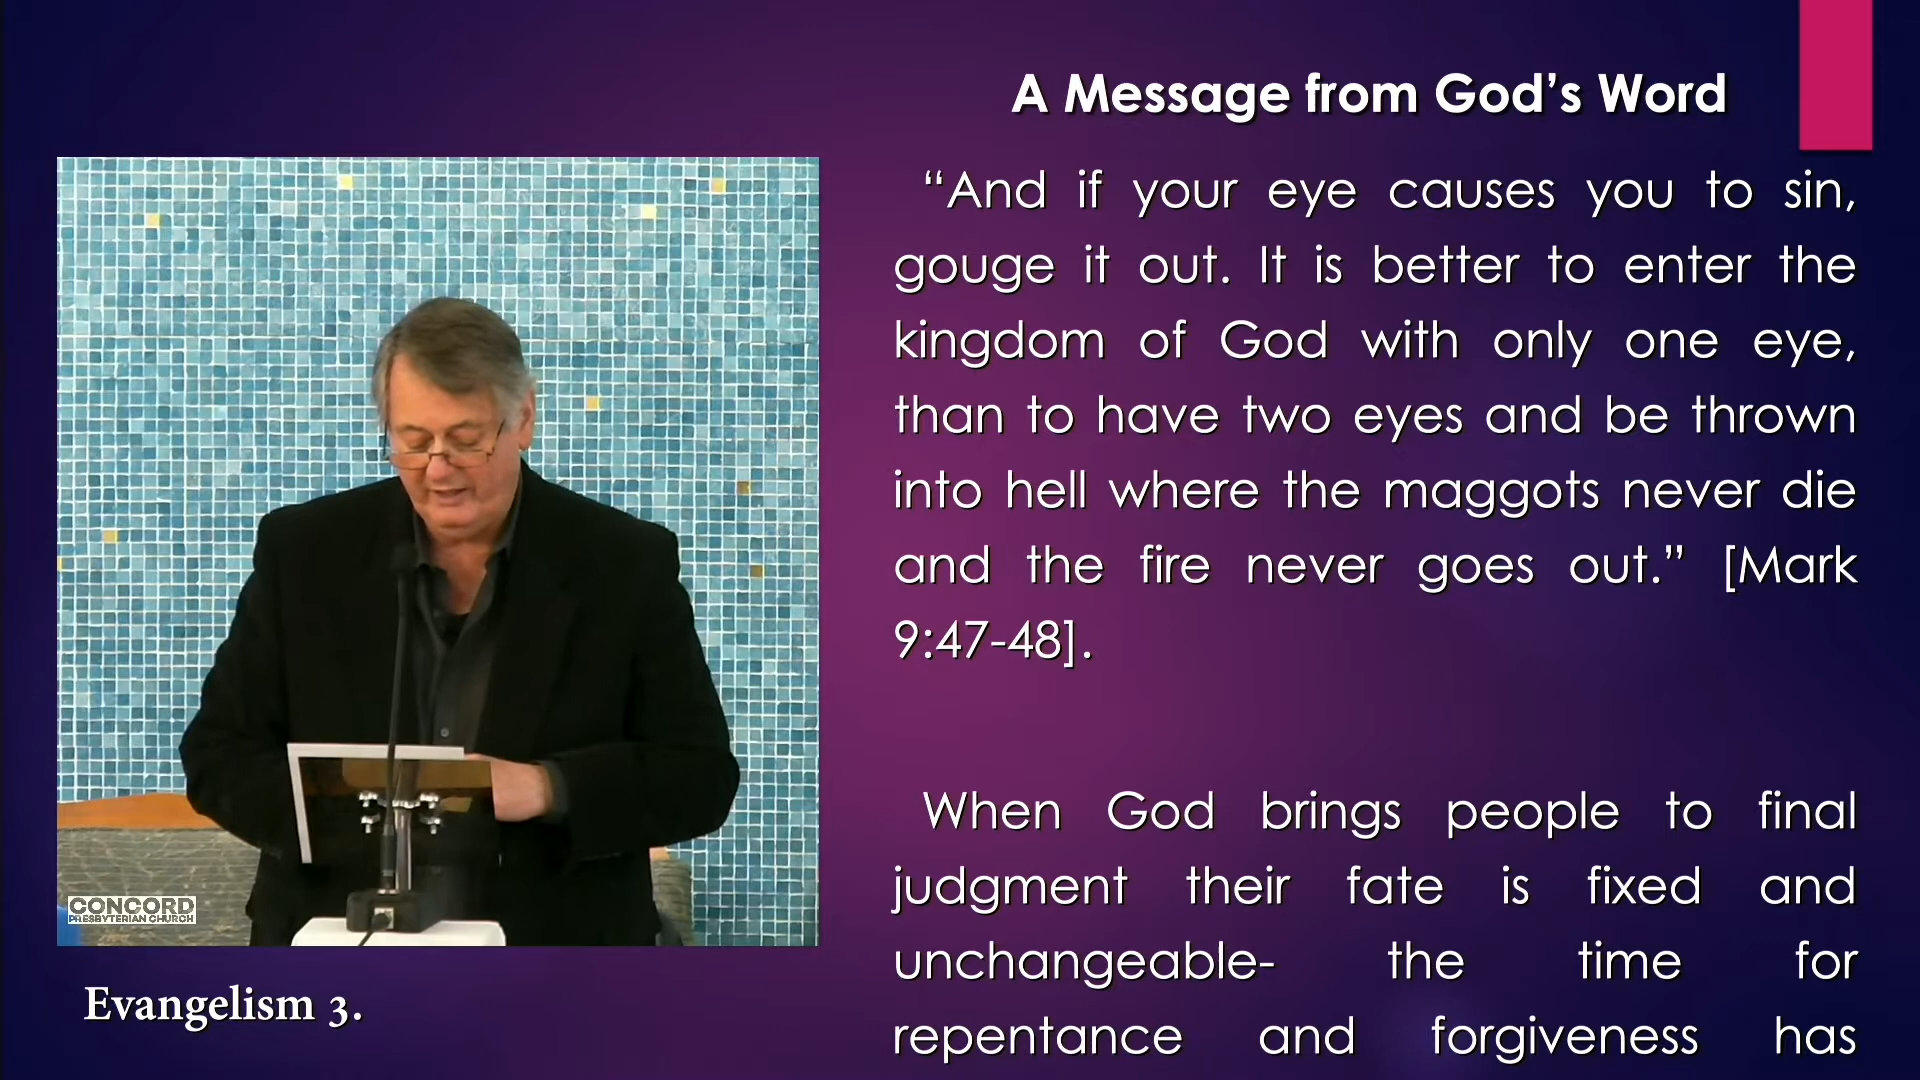 A Message from God’s Word
“And if your eye causes you to sin,
gouge it out. It is better to enter the
kingdom of God with only one eye,
than to have two eyes and be thrown
into hell where the maggots never die
and the fire never goes out.” [Mark
9:47-48].
When God brings people to final
judgment their fate is fixed and
unchangeable- the time for
repentance and forgiveness has
CONCORD
PRESBYTERIAN CHURCH
Evangelism 3.